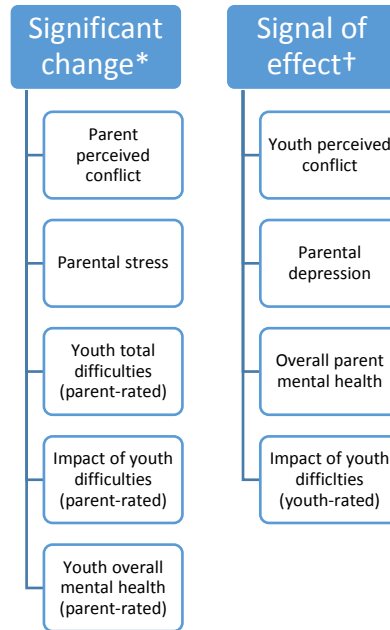 Significant
change*
Parent
perceived
conflict
Parental stress
Youth total
difficulties
(parent-rated)
Impact of youth
difficulties
(parent-rated)
Youth overall
mental health
(parent-rated)
Signal of
effect†
Youth perceived
conflict
Parental
depression
Overall parent
mental health
Impact of youth
difficlties
(youth-rated)